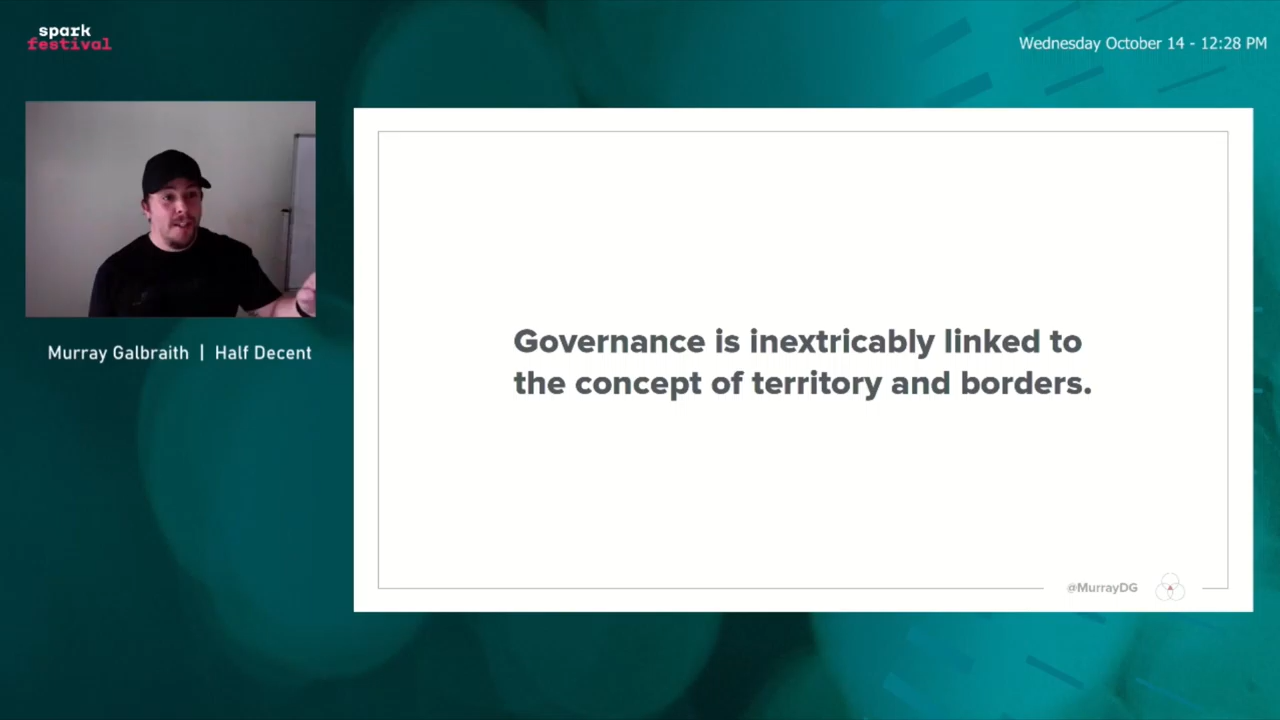 spark
festival
Wednesday October 14 - 12:28 PM
Murray Galbraith | Half Decent
Governance is inextricably linked to
the concept of territory and borders.
@MurrayDG